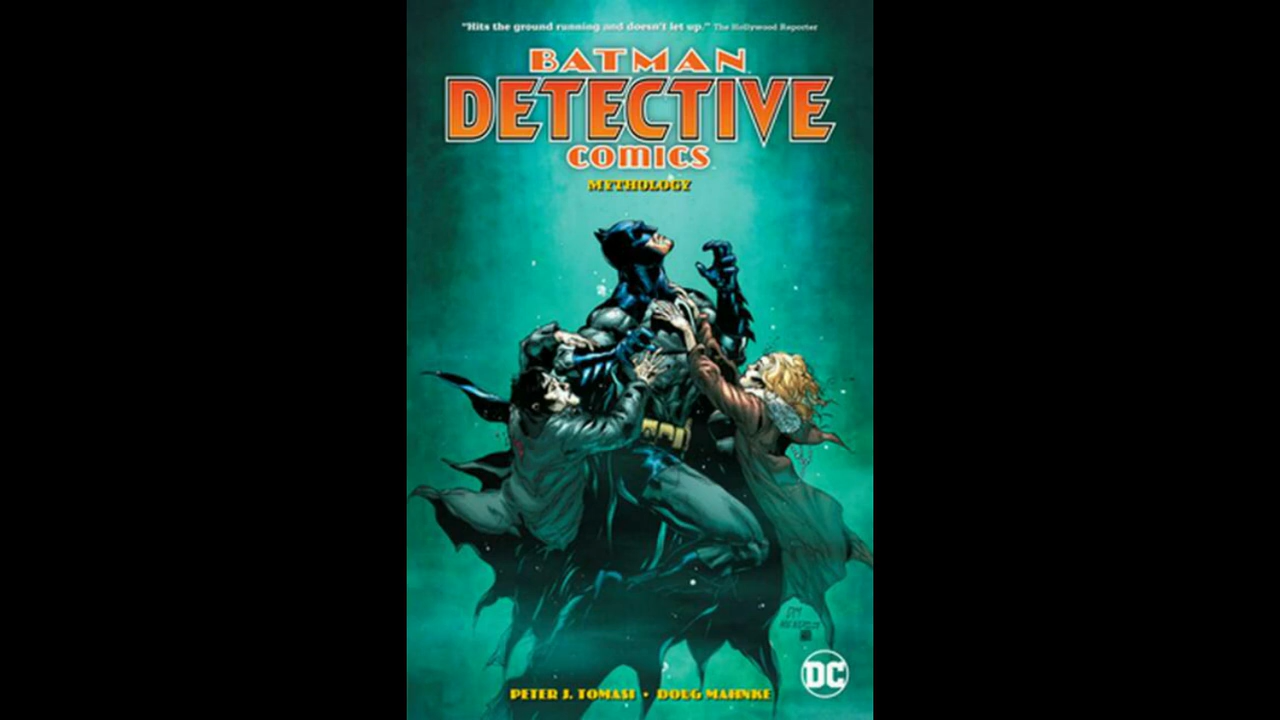 "Hits the ground running and doesn't let up." The Hollywood Reporter
BATMAN
DETECTIVE
COMICS
MYTHOLOGY
DC
PETER J. TOMASI • DOUG MAHNKE